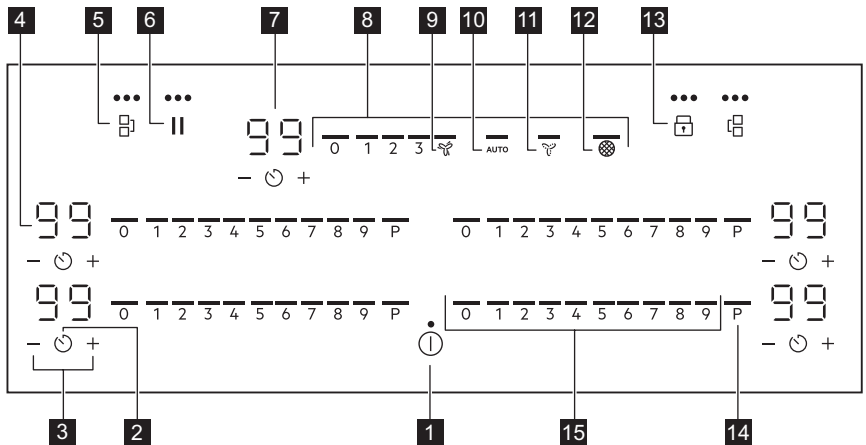 4 5 6 7 8 9 10 11 12 13
99 0 1 2 3 AUTO
− +
99 0 1 2 3 4 5 6 7 8 9 P 0 1 2 3 4 5 6 7 8 9 P 99
− + − +
99 0 1 2 3 4 5 6 7 8 9 P 0 1 2 3 4 5 6 7 8 9 P 99
− + − +
3 2 1 15 14